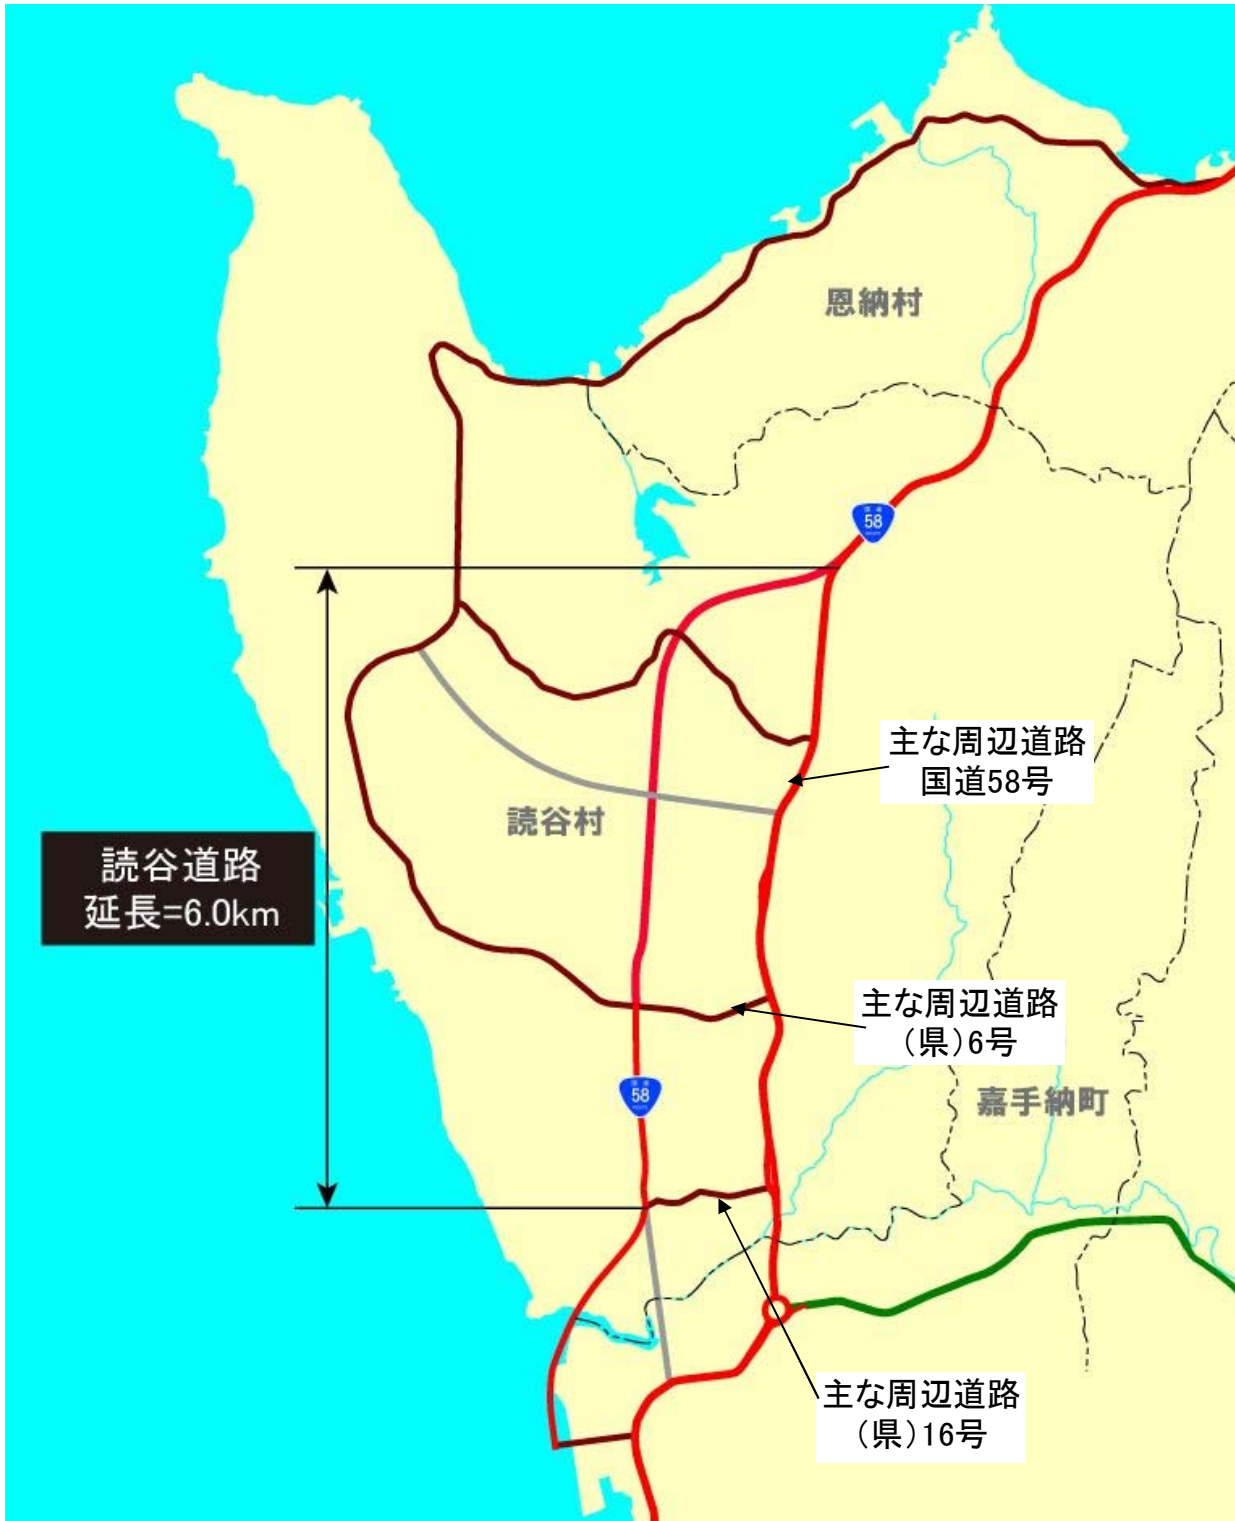 恩納村
58
主な周辺道路
国道58号
読谷村
読谷道路
延長=6.0km
主な周辺道路
（県）6号
58
嘉手納町
主な周辺道路
（県）16号